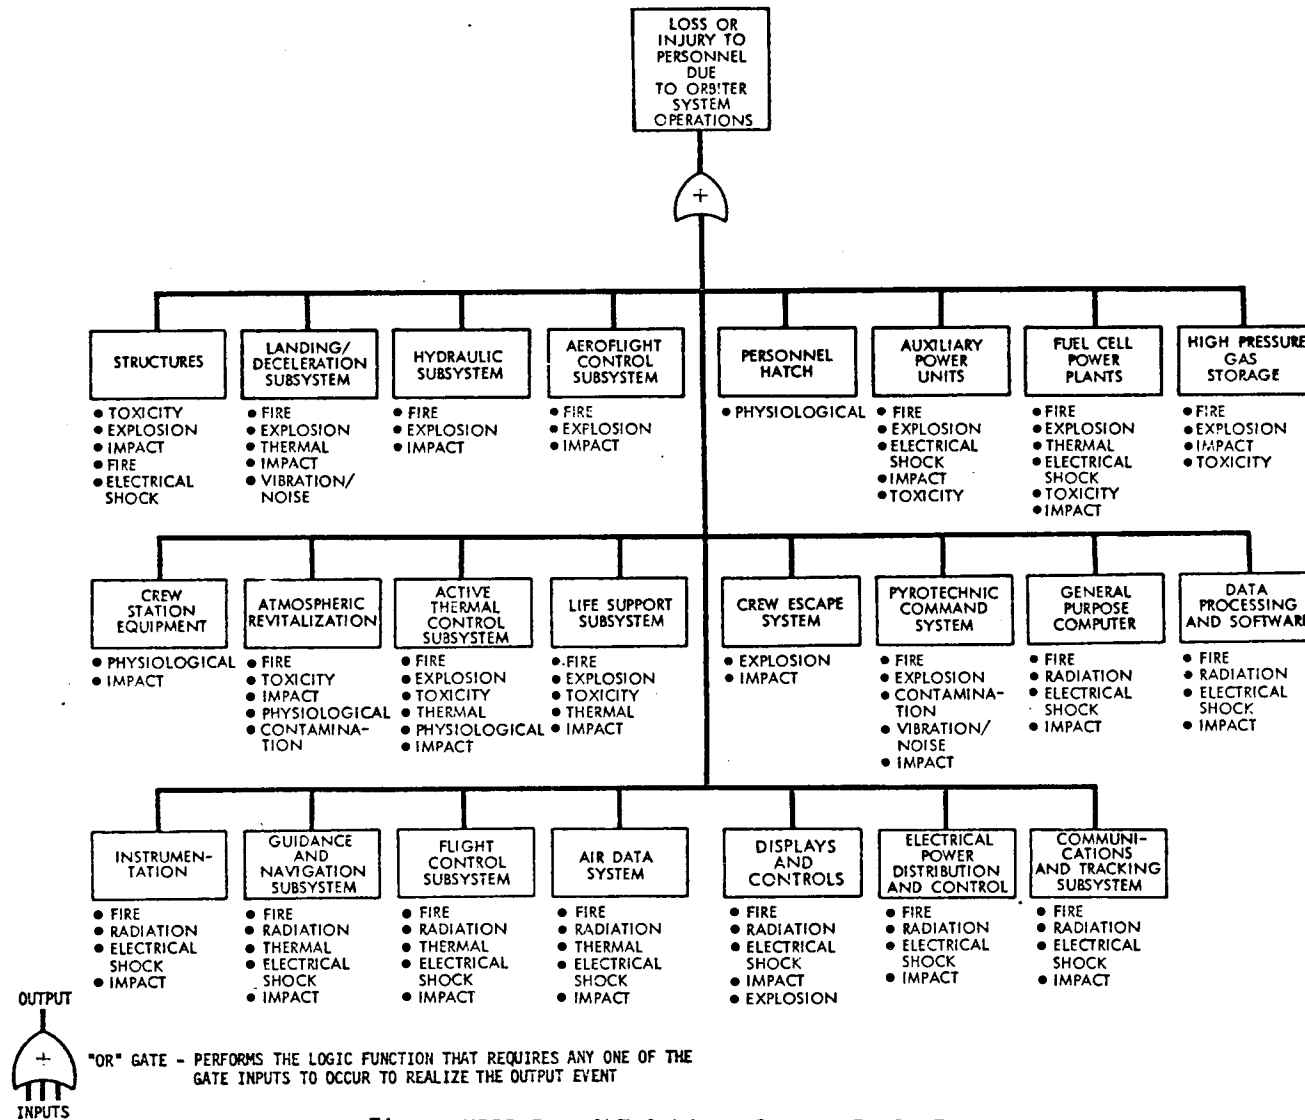 LOSS OR
INJURY TO
PERSONNEL
DUE
TO ORBITER
SYSTEM
OPERATIONS
+
STRUCTURES
● TOXICITY
● EXPLOSION
● IMPACT
● FIRE
● ELECTRICAL
SHOCK
LANDING/
DECELERATION
SUBSYSTEM
● FIRE
● EXPLOSION
● THERMAL
● IMPACT
● VIBRATION/
NOISE
HYDRAULIC
SUBSYSTEM
● FIRE
● EXPLOSION
● IMPACT
AEROFLIGHT
CONTROL
SUBSYSTEM
● FIRE
● EXPLOSION
● IMPACT
PERSONNEL
HATCH
● PHYSIOLOGICAL
AUXILIARY
POWER
UNITS
● FIRE
● EXPLOSION
● ELECTRICAL
SHOCK
● IMPACT
● TOXICITY
FUEL CELL
POWER
PLANTS
● FIRE
● EXPLOSION
● THERMAL
● ELECTRICAL
SHOCK
● TOXICITY
● IMPACT
HIGH PRESSURE
GAS
STORAGE
● FIRE
● EXPLOSION
● IMPACT
● TOXICITY
CREW
STATION
EQUIPMENT
● PHYSIOLOGICAL
● IMPACT
ATMOSPHERIC
REVITALIZATION
● FIRE
● TOXICITY
● IMPACT
● PHYSIOLOGICAL
● CONTAMINA-
TION
ACTIVE
THERMAL
CONTROL
SUBSYSTEM
● FIRE
● EXPLOSION
● TOXICITY
● THERMAL
● PHYSIOLOGICAL
● IMPACT
LIFE SUPPORT
SUBSYSTEM
● FIRE
● EXPLOSION
● TOXICITY
● THERMAL
● IMPACT
CREW ESCAPE
SYSTEM
● EXPLOSION
● IMPACT
PYROTECHNIC
COMMAND
SYSTEM
● FIRE
● EXPLOSION
● CONTAMINA-
TION
● VIBRATION/
NOISE
● IMPACT
GENERAL
PURPOSE
COMPUTER
● FIRE
● RADIATION
● ELECTRICAL
SHOCK
● IMPACT
DATA
PROCESSING
AND SOFTWARE
● FIRE
● RADIATION
● ELECTRICAL
SHOCK
● IMPACT
INSTRUMEN-
TATION
● FIRE
● RADIATION
● ELECTRICAL
SHOCK
● IMPACT
GUIDANCE
AND
NAVIGATION
SUBSYSTEM
● FIRE
● RADIATION
● THERMAL
● ELECTRICAL
SHOCK
● IMPACT
FLIGHT
CONTROL
SUBSYSTEM
● FIRE
● RADIATION
● THERMAL
● ELECTRICAL
SHOCK
● IMPACT
AIR DATA
SYSTEM
● FIRE
● RADIATION
● THERMAL
● ELECTRICAL
SHOCK
● IMPACT
DISPLAYS
AND
CONTROLS
● FIRE
● RADIATION
● ELECTRICAL
SHOCK
● IMPACT
● EXPLOSION
ELECTRICAL
POWER
DISTRIBUTION
AND CONTROL
● FIRE
● RADIATION
● ELECTRICAL
SHOCK
● IMPACT
COMMUNI-
CATIONS
AND TRACKING
SUBSYSTEM
● FIRE
● RADIATION
● ELECTRICAL
SHOCK
● IMPACT
OUTPUT
+
INPUTS
"OR" GATE - PERFORMS THE LOGIC FUNCTION THAT REQUIRES ANY ONE OF THE
GATE INPUTS TO OCCUR TO REALIZE THE OUTPUT EVENT